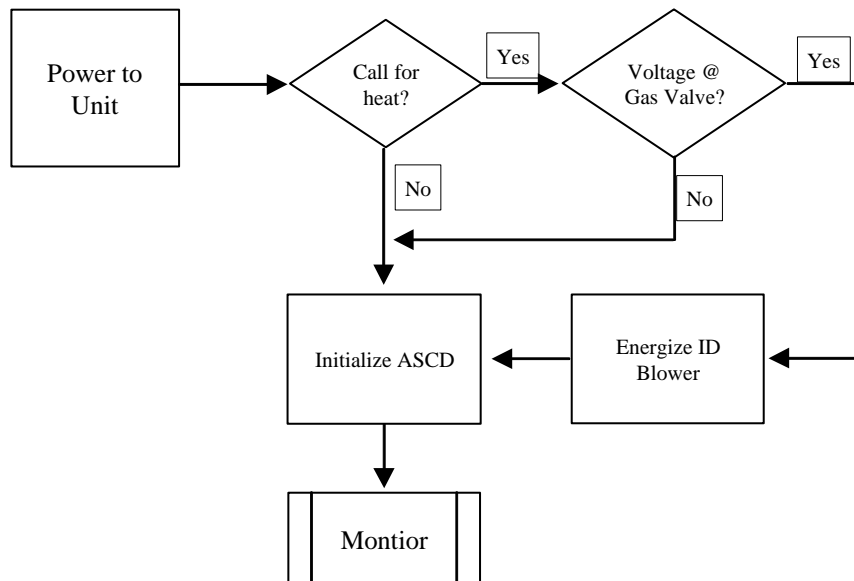 Power to
Unit
Call for
heat?
Yes
Voltage @
Gas Valve?
Yes
No
No
Initialize ASCD
Energize ID
Blower
Montior